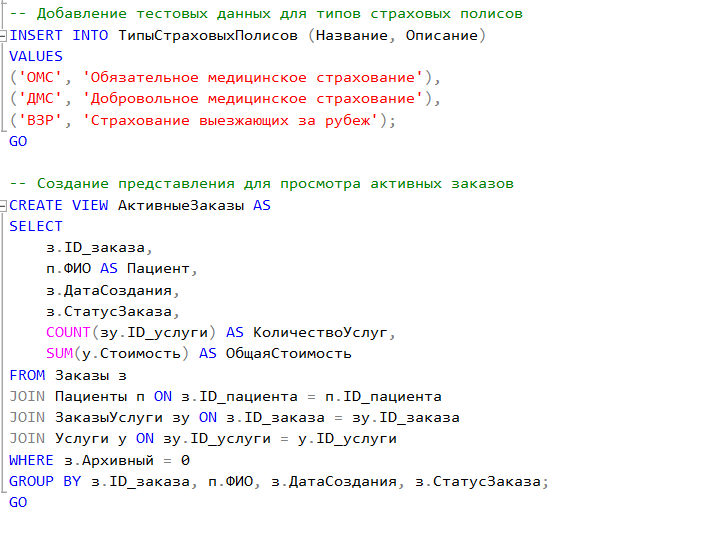 -- Добавление тестовых данных для типов страховых полисов
INSERT INTO ТипыСтраховыхПолисов (Название, Описание)
VALUES
('ОМС', 'Обязательное медицинское страхование'),
('ДМС', 'Добровольное медицинское страхование'),
('ВЗР', 'Страхование выезжающих за рубеж');
GO
-- Создание представления для просмотра активных заказов
CREATE VIEW АктивныеЗаказы AS
SELECT
з.ID_заказа,
п.ФИО AS Пациент,
з.ДатаСоздания,
з.СтатусЗаказа,
COUNT(зу.ID_услуги) AS КоличествоУслуг,
SUM(у.Стоимость) AS ОбщаяСтоимость
FROM Заказы з
JOIN Пациенты п ON з.ID_пациента = п.ID_пациента
JOIN ЗаказыУслуги зу ON з.ID_заказа = зу.ID_заказа
JOIN Услуги у ON зу.ID_услуги = у.ID_услуги
WHERE з.Архивный = 0
GROUP BY з.ID_заказа, п.ФИО, з.ДатаСоздания, з.СтатусЗаказа;
GO